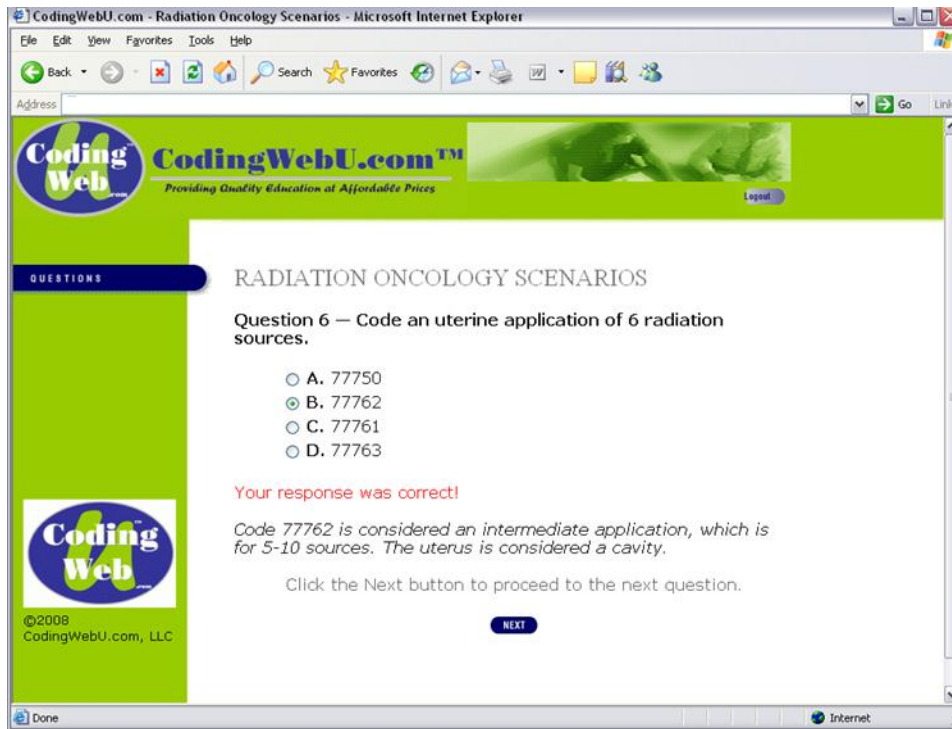 CodingWebU.com - Radiation Oncology Scenarios - Microsoft Internet Explorer
File Edit View Favorites Tools Help
Back Search Favorites
Address Go Link
Coding Web U .com
CodingWebU.com™
Providing Quality Education at Affordable Prices
Logout
QUESTIONS
RADIATION ONCOLOGY SCENARIOS
Question 6 — Code an uterine application of 6 radiation
sources.
A. 77750
B. 77762
C. 77761
D. 77763
Your response was correct!
Code 77762 is considered an intermediate application, which is
for 5-10 sources. The uterus is considered a cavity.
Click the Next button to proceed to the next question.
NEXT
Coding Web U .com
©2008
CodingWebU.com, LLC
Done Internet